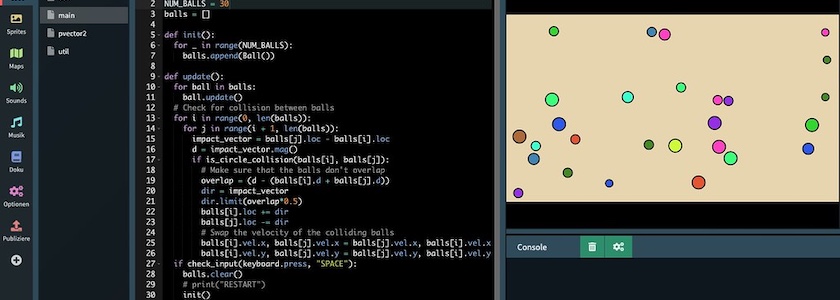 Sprites
Maps
Sounds
Musik
Doku
Optionen
Publiziere
main
pvector2
util
2 NUM_BALLS = 30
3 balls = []
4
5 def init():
6 for _ in range(NUM_BALLS):
7 balls.append(Ball())
8
9 def update():
10 for ball in balls:
11 ball.update()
12 # Check for collision between balls
13 for i in range(0, len(balls)):
14 for j in range(i + 1, len(balls)):
15 impact_vector = balls[j].loc - balls[i].loc
16 d = impact_vector.mag()
17 if is_circle_collision(balls[i], balls[j]):
18 # Make sure that the balls don't overlap
19 overlap = (d - (balls[i].d + balls[j].d))
20 dir = impact_vector
21 dir.limit(overlap*0.5)
22 balls[i].loc += dir
23 balls[j].loc -= dir
24 # Swap the velocity of the colliding balls
25 balls[i].vel.x, balls[j].vel.x = balls[j].vel.x, balls[i].vel.x
26 balls[i].vel.y, balls[j].vel.y = balls[j].vel.y, balls[i].vel.y
27 if check_input(keyboard.press, "SPACE"):
28 balls.clear()
29 # print("RESTART")
30 init()
Console